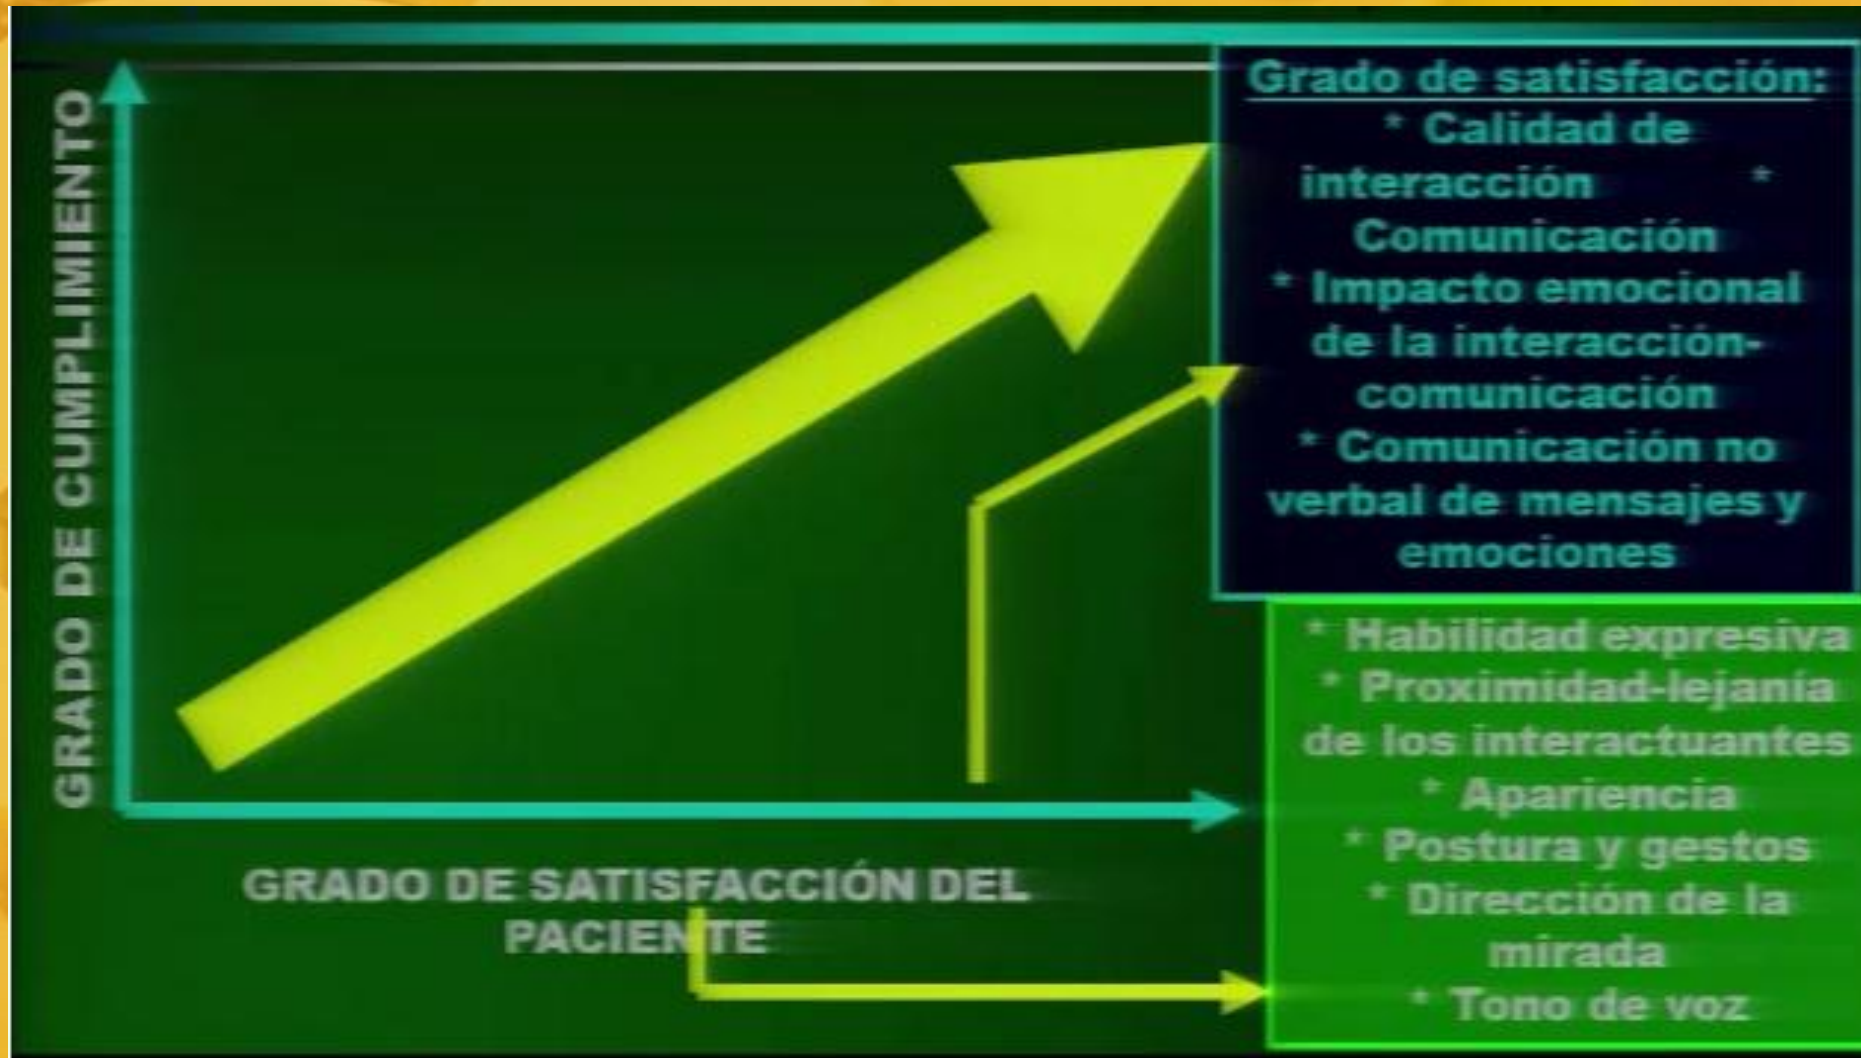 GRADO DE CUMPLIMIENTO
Grado de satisfacción:
* Calidad de
interacción *
Comunicación
* Impacto emocional
de la interacción-
comunicación
* Comunicación no
verbal de mensajes y
emociones
* Habilidad expresiva
* Proximidad-lejanía
de los interactuantes
* Apariencia
* Postura y gestos
* Dirección de la
mirada
* Tono de voz
GRADO DE SATISFACCIÓN DEL
PACIENTE